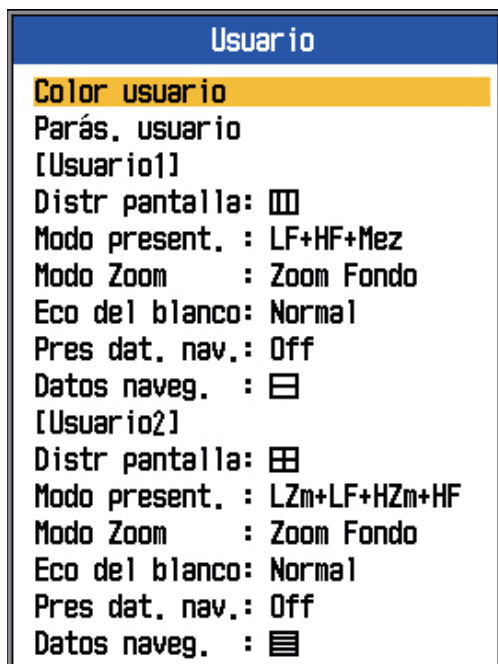 Usuario
Color usuario
Parás. usuario
[Usuario1]
Distr pantalla:
Modo present. : LF+HF+Mez
Modo Zoom : Zoom Fondo
Eco del blanco: Normal
Pres dat. nav.: Off
Datos naveg. :
[Usuario2]
Distr pantalla:
Modo present. : LZm+LF+HZm+HF
Modo Zoom : Zoom Fondo
Eco del blanco: Normal
Pres dat. nav.: Off
Datos naveg. :